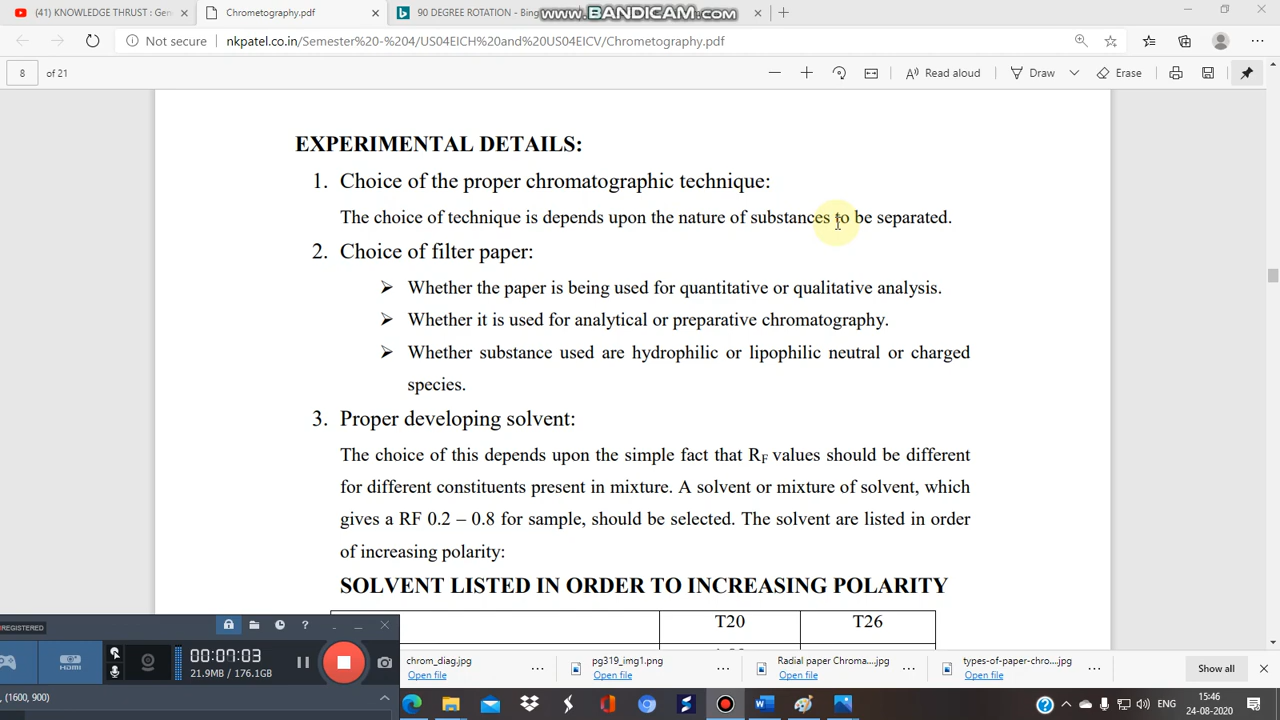 (41) KNOWLEDGE THRUST: Ger
Chrometography.pdf
90 DEGREE ROTATION - Bing
www.BANDICAM.com
Not secure
nkpatel.co.in/Semester%20-%204/US04EICH%20and%20US04EICV/Chrometography.pdf
8 of 21
Read aloud
Draw
Erase
EXPERIMENTAL DETAILS:
1. Choice of the proper chromatographic technique:
The choice of technique is depends upon the nature of substances to be separated.
2. Choice of filter paper:
➤ Whether the paper is being used for quantitative or qualitative analysis.
➤ Whether it is used for analytical or preparative chromatography.
➤ Whether substance used are hydrophilic or lipophilic neutral or charged
species.
3. Proper developing solvent:
The choice of this depends upon the simple fact that RF values should be different
for different constituents present in mixture. A solvent or mixture of solvent, which
gives a RF 0.2 – 0.8 for sample, should be selected. The solvent are listed in order
of increasing polarity:
SOLVENT LISTED IN ORDER TO INCREASING POLARITY
T20 T26
REGISTERED
HDMI
00:07:03
21.9MB / 176.1GB
, (1600, 900)
chrom_diag.jpg
Open file
pg319_img1.png
Open file
Radial paper Chroma....jpg
Open file
types-of-paper-chro....jpg
Open file
Show all
ENG
15:46
24-08-2020